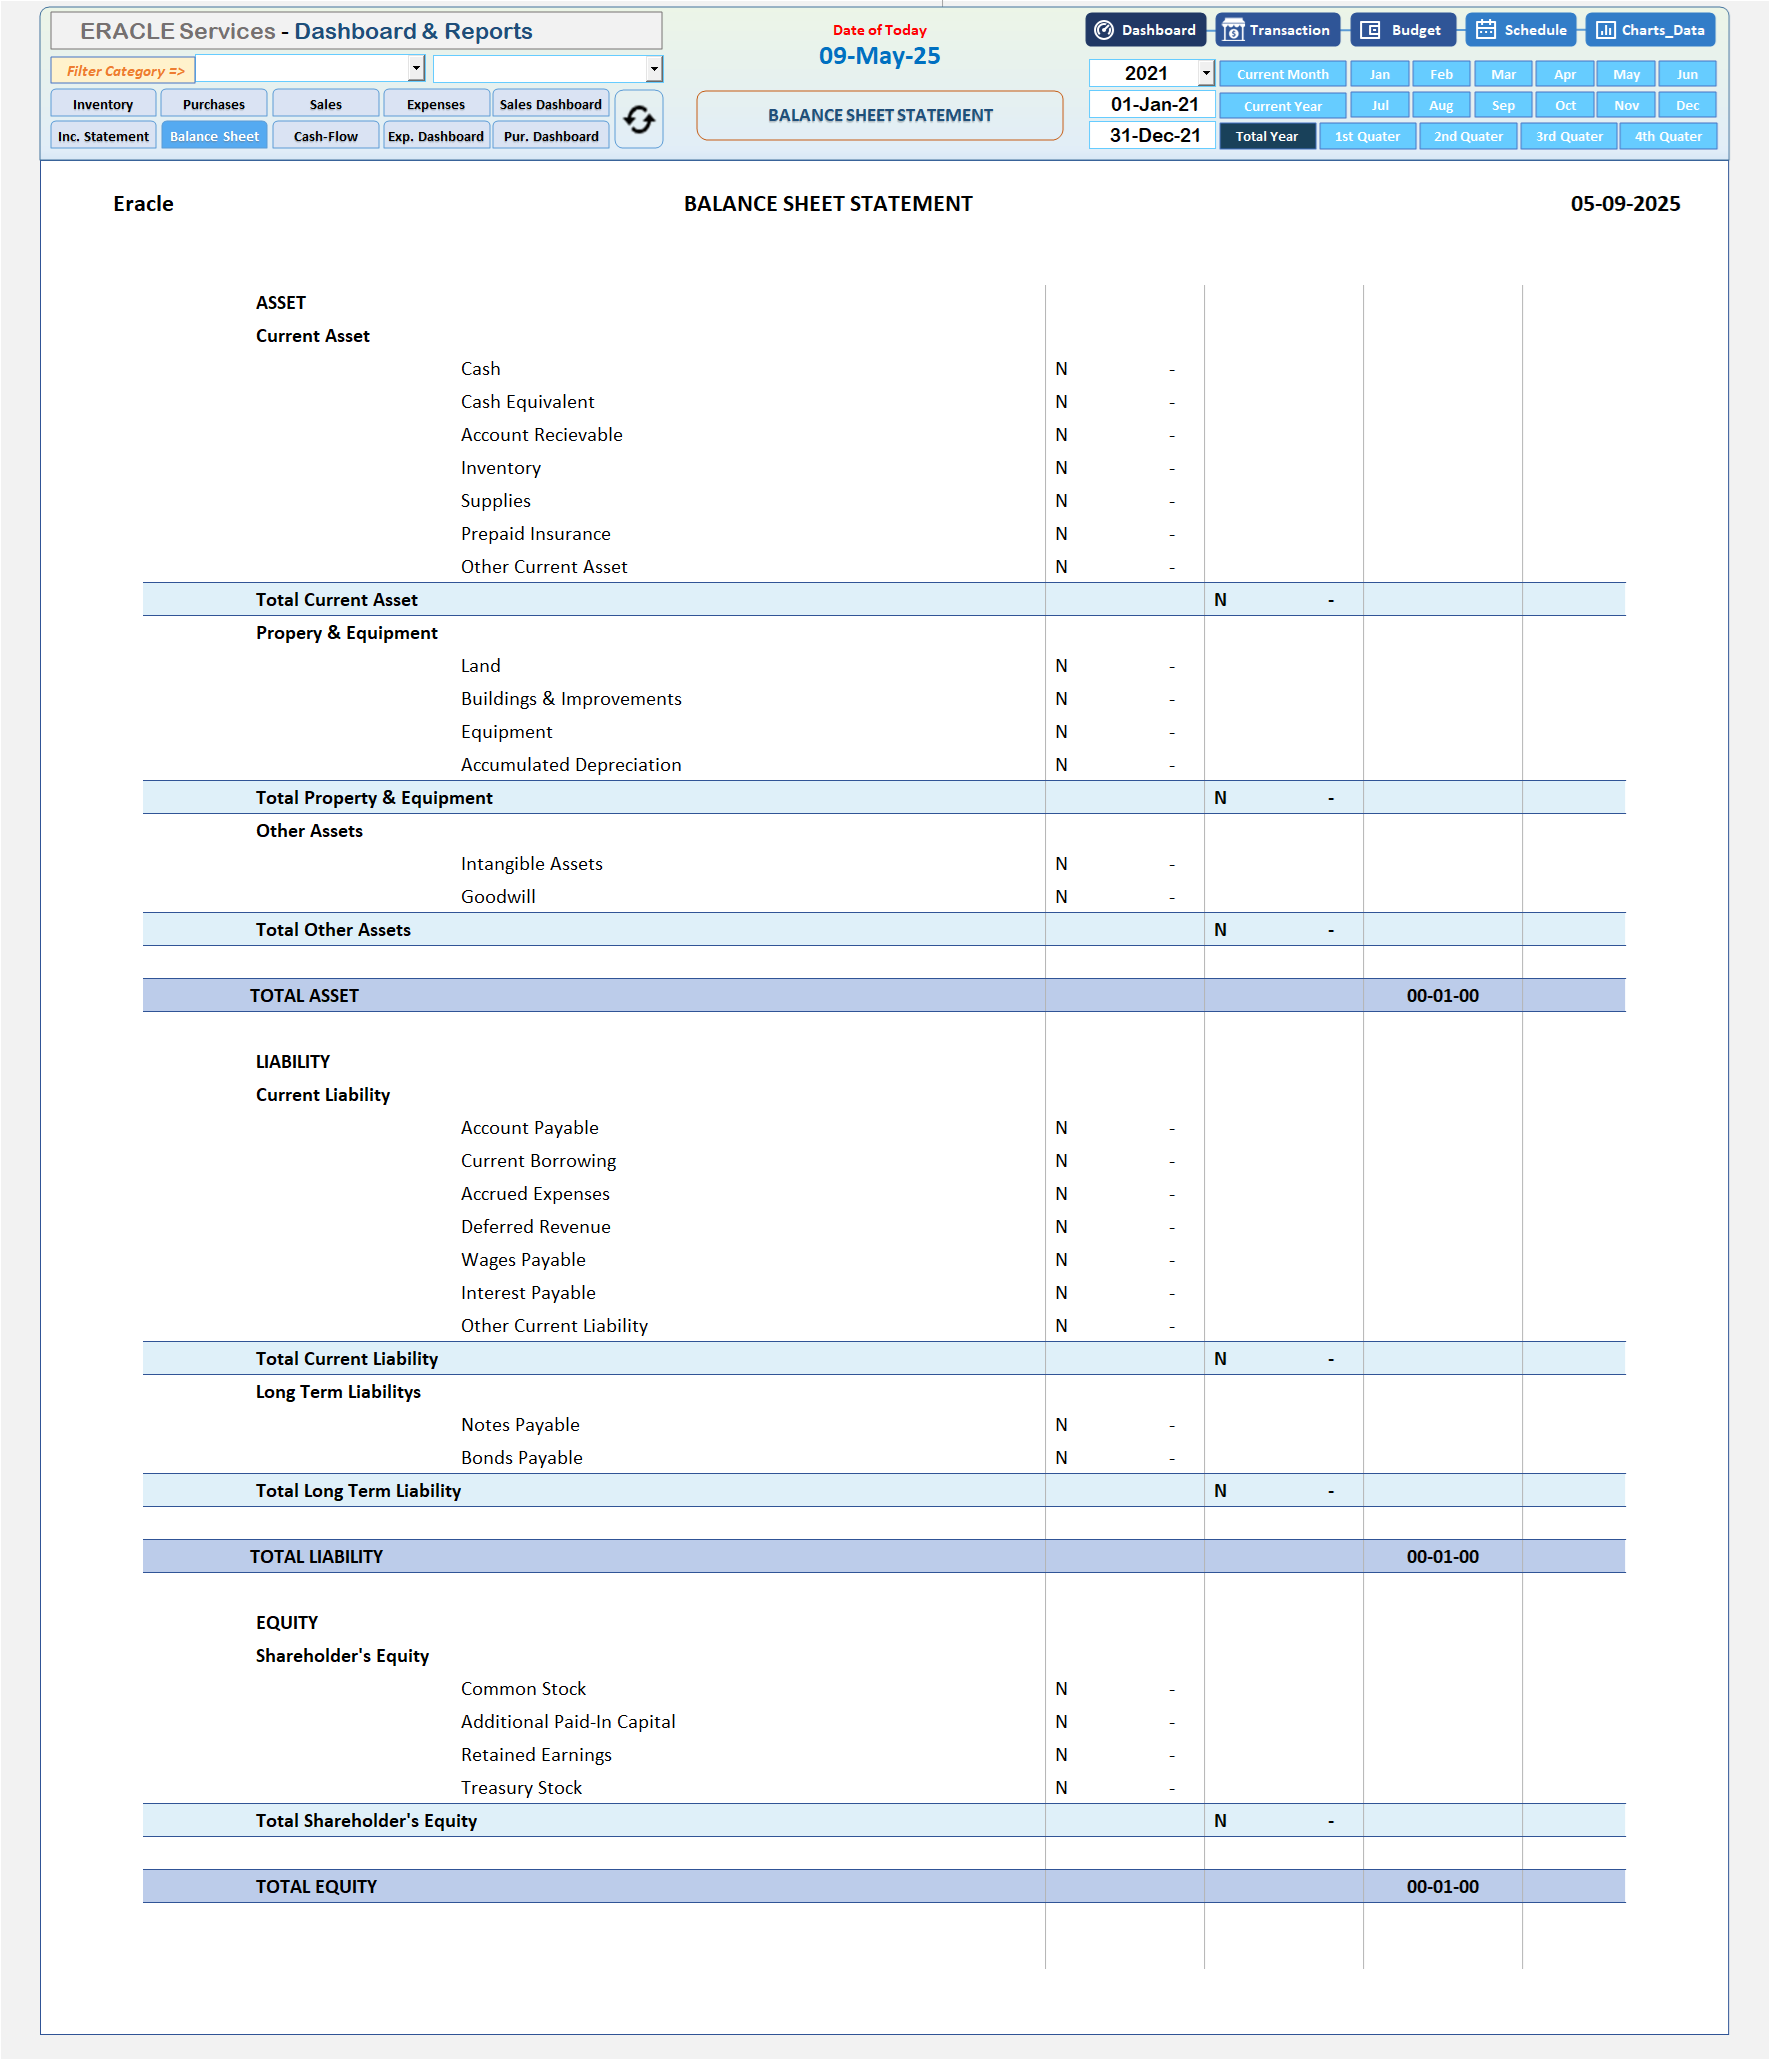 ERACLE Services - Dashboard & Reports
Date of Today
09-May-25
Dashboard
Transaction
Budget
Schedule
Charts_Data
Filter Category =>
2021
Current Month
Jan
Feb
Mar
Apr
May
Jun
Inventory
Purchases
Sales
Expenses
Sales Dashboard
BALANCE SHEET STATEMENT
01-Jan-21
Current Year
Jul
Aug
Sep
Oct
Nov
Dec
Inc. Statement
Balance Sheet
Cash-Flow
Exp. Dashboard
Pur. Dashboard
31-Dec-21
Total Year
1st Quater
2nd Quater
3rd Quater
4th Quater
Eracle
BALANCE SHEET STATEMENT
05-09-2025
ASSET
Current Asset
Cash N -
Cash Equivalent N -
Account Recievable N -
Inventory N -
Supplies N -
Prepaid Insurance N -
Other Current Asset N -
Total Current Asset N -
Propery & Equipment
Land N -
Buildings & Improvements N -
Equipment N -
Accumulated Depreciation N -
Total Property & Equipment N -
Other Assets
Intangible Assets N -
Goodwill N -
Total Other Assets N -
TOTAL ASSET 00-01-00
LIABILITY
Current Liability
Account Payable N -
Current Borrowing N -
Accrued Expenses N -
Deferred Revenue N -
Wages Payable N -
Interest Payable N -
Other Current Liability N -
Total Current Liability N -
Long Term Liabilitys
Notes Payable N -
Bonds Payable N -
Total Long Term Liability N -
TOTAL LIABILITY 00-01-00
EQUITY
Shareholder's Equity
Common Stock N -
Additional Paid-In Capital N -
Retained Earnings N -
Treasury Stock N -
Total Shareholder's Equity N -
TOTAL EQUITY 00-01-00